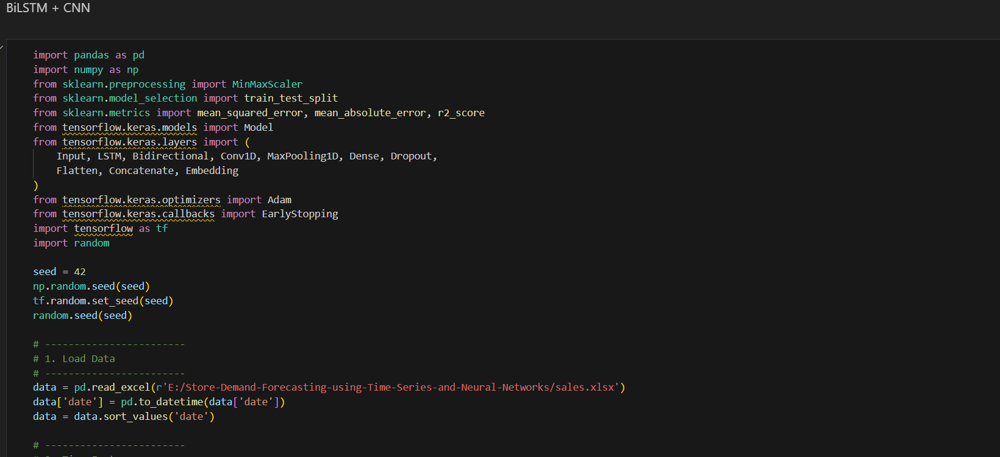 BiLSTM + CNN
import pandas as pd
import numpy as np
from sklearn.preprocessing import MinMaxScaler
from sklearn.model_selection import train_test_split
from sklearn.metrics import mean_squared_error, mean_absolute_error, r2_score
from tensorflow.keras.models import Model
from tensorflow.keras.layers import (
    Input, LSTM, Bidirectional, Conv1D, MaxPooling1D, Dense, Dropout,
    Flatten, Concatenate, Embedding
)
from tensorflow.keras.optimizers import Adam
from tensorflow.keras.callbacks import EarlyStopping
import tensorflow as tf
import random
seed = 42
np.random.seed(seed)
tf.random.set_seed(seed)
random.seed(seed)
# ------------------------
# 1. Load Data
# ------------------------
data = pd.read_excel(r'E:/Store-Demand-Forecasting-using-Time-Series-and-Neural-Networks/sales.xlsx')
data['date'] = pd.to_datetime(data['date'])
data = data.sort_values('date')
# ------------------------